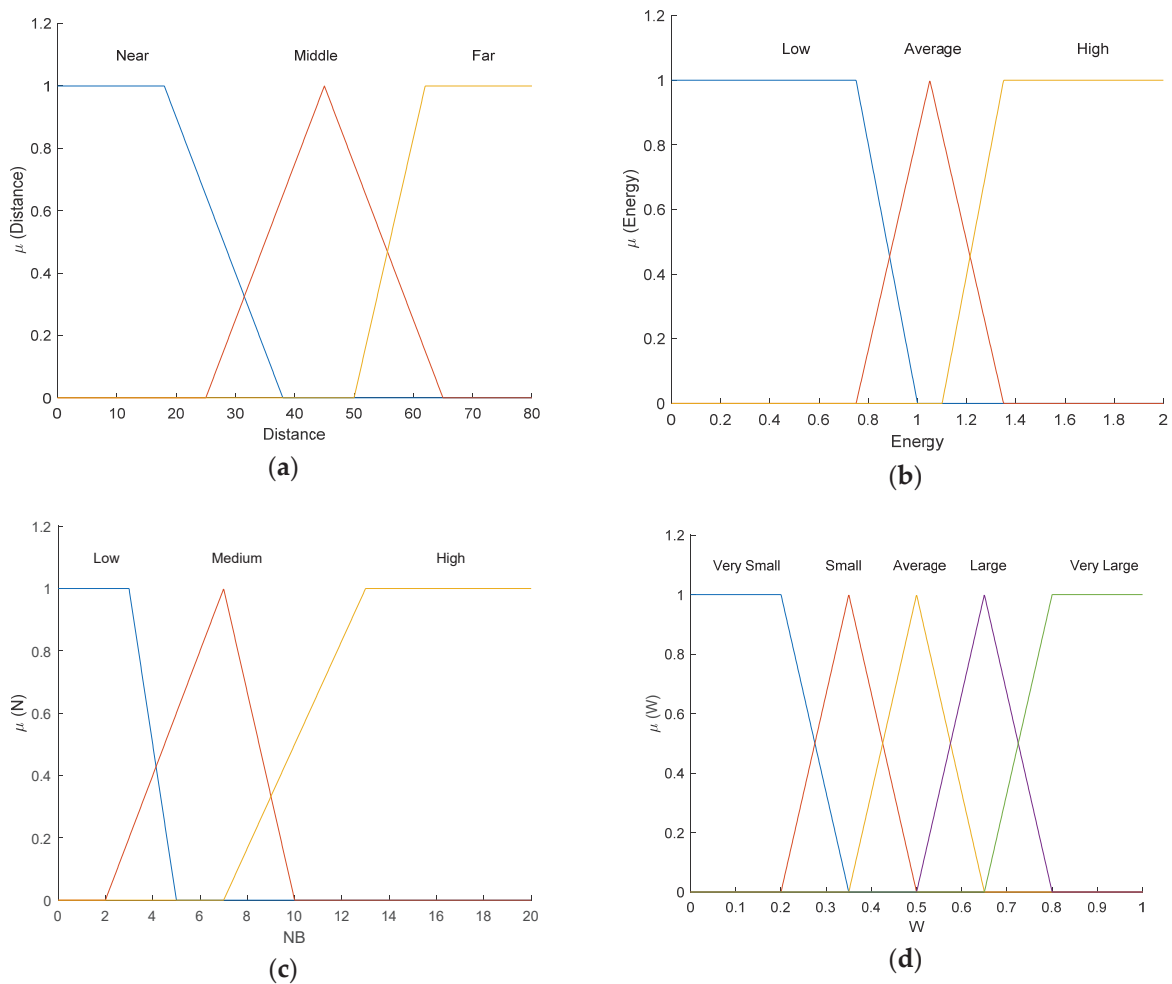 1.2
Near Middle Far
1
0.8
0.6
0.4
0.2
0
μ (Distance)
0 10 20 30 40 50 60 70 80
Distance
(a)
1.2
Low Average High
1
0.8
0.6
0.4
0.2
0
μ (Energy)
0 0.2 0.4 0.6 0.8 1 1.2 1.4 1.6 1.8 2
Energy
(b)
1.2
Low Medium High
1
0.8
0.6
0.4
0.2
0
μ (N)
0 2 4 6 8 10 12 14 16 18 20
NB
(c)
1.2
Very Small Small Average Large Very Large
1
0.8
0.6
0.4
0.2
0
μ (W)
0 0.1 0.2 0.3 0.4 0.5 0.6 0.7 0.8 0.9 1
W
(d)